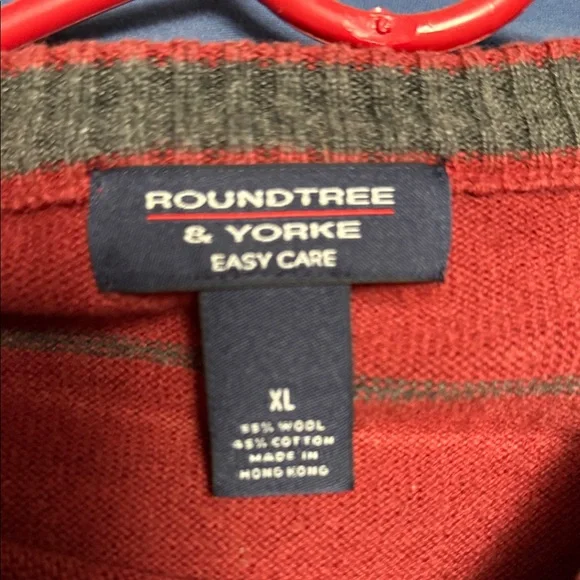 ROUNDTREE
& YORKE
EASY CARE
XL
55% WOOL
45% COTTON
MADE IN
HONG KONG